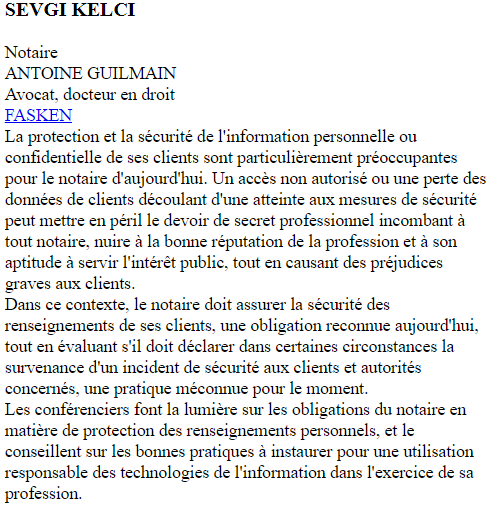 SEVGI KELCI
Notaire
ANTOINE GUILMAIN
Avocat, docteur en droit
FASKEN
La protection et la sécurité de l'information personnelle ou
confidentielle de ses clients sont particulièrement préoccupantes
pour le notaire d'aujourd'hui. Un accès non autorisé ou une perte des
données de clients découlant d'une atteinte aux mesures de sécurité
peut mettre en péril le devoir de secret professionnel incombant à
tout notaire, nuire à la bonne réputation de la profession et à son
aptitude à servir l'intérêt public, tout en causant des préjudices
graves aux clients.
Dans ce contexte, le notaire doit assurer la sécurité des
renseignements de ses clients, une obligation reconnue aujourd'hui,
tout en évaluant s'il doit déclarer dans certaines circonstances la
survenance d'un incident de sécurité aux clients et autorités
concernés, une pratique méconnue pour le moment.
Les conférenciers font la lumière sur les obligations du notaire en
matière de protection des renseignements personnels, et le
conseillent sur les bonnes pratiques à instaurer pour une utilisation
responsable des technologies de l'information dans l'exercice de sa
profession.